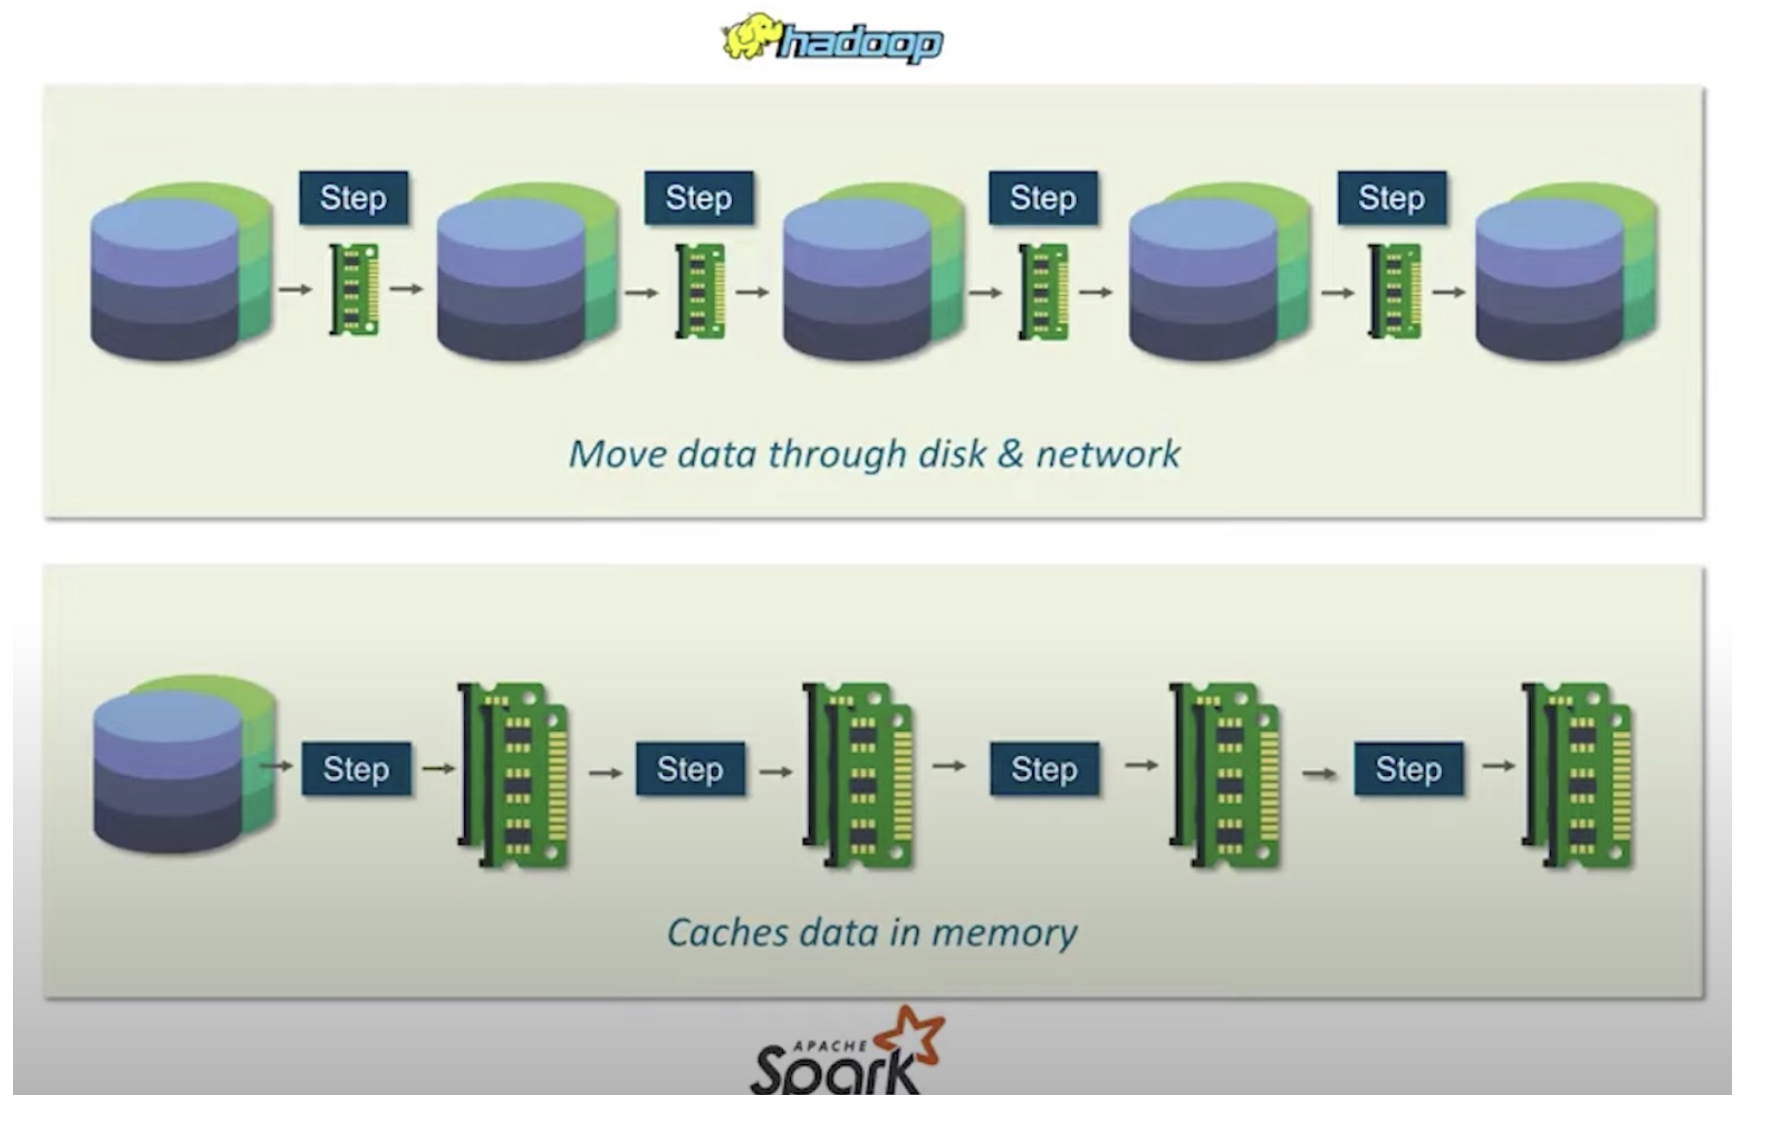 hadoop
Step Step Step Step
Move data through disk & network
Step Step Step Step
Caches data in memory
APACHE
Spark